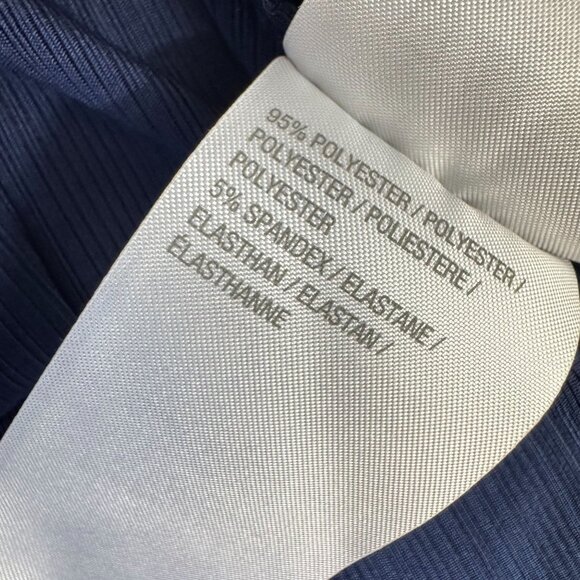 95% POLYESTER / POLYESTER /
POLYESTER / POLIESTERE /
POLYESTER
5% SPANDEX / ELASTANE /
ELASTHAN / ELASTAN /
ELASTHANNE